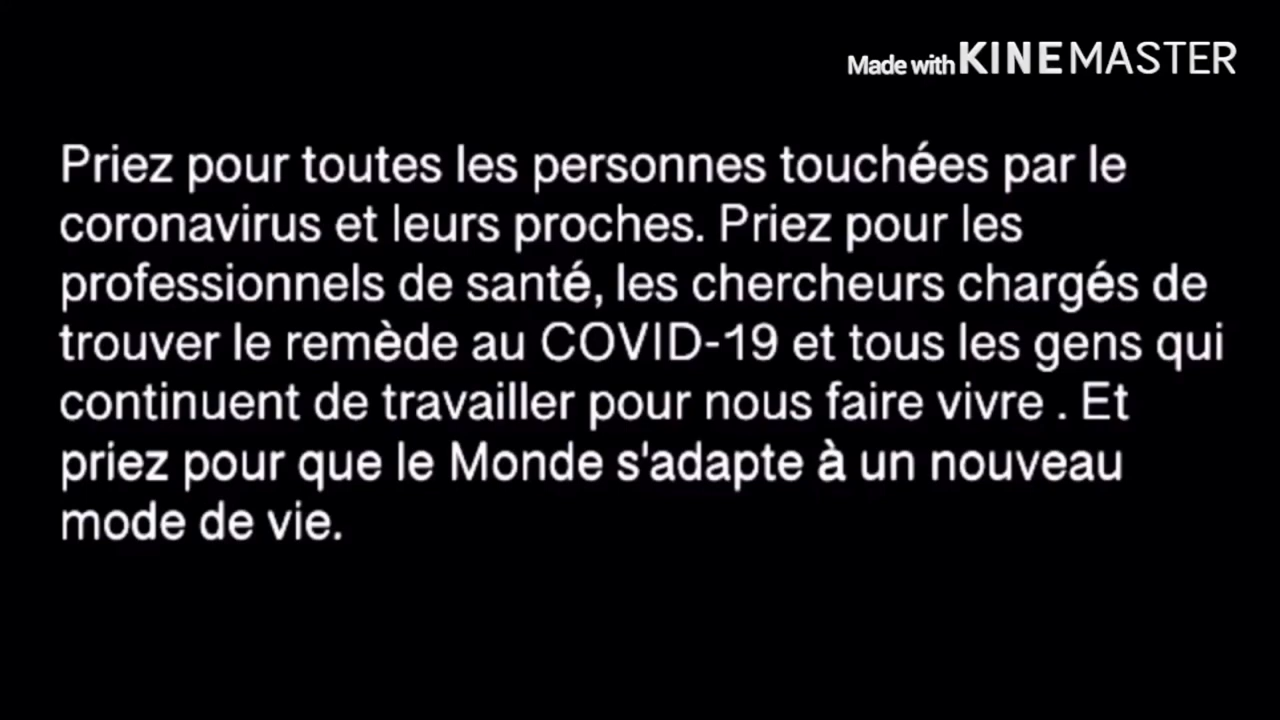 Made with KINEMASTER
Priez pour toutes les personnes touchées par le
coronavirus et leurs proches. Priez pour les
professionnels de santé, les chercheurs chargés de
trouver le remède au COVID-19 et tous les gens qui
continuent de travailler pour nous faire vivre . Et
priez pour que le Monde s'adapte à un nouveau
mode de vie.